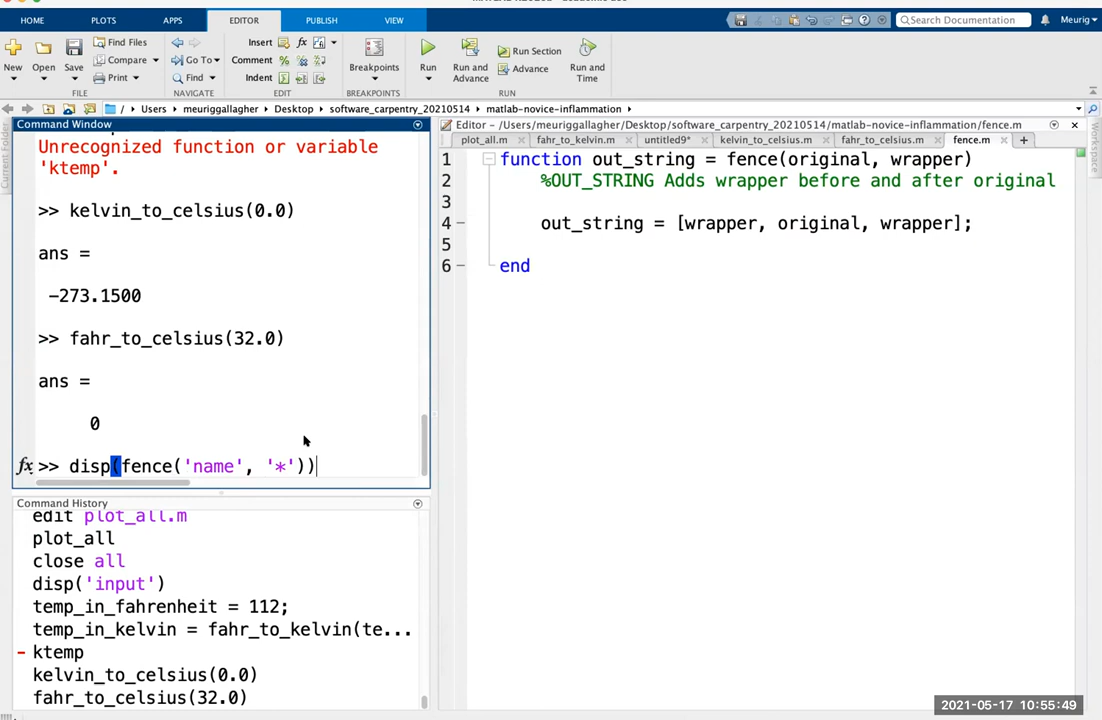 HOME PLOTS APPS EDITOR PUBLISH VIEW
Search Documentation Meurig
New Open Save Find Files Compare Print
Go To Find
Insert fx
Comment % %
Indent
Breakpoints
Run Run and Advance Run Section Advance Run and Time
FILE NAVIGATE EDIT BREAKPOINTS RUN
/ Users meuriggallagher Desktop software_carpentry_20210514 matlab-novice-inflammation
Current Folder
Command Window
Unrecognized function or variable
'ktemp'.
>> kelvin_to_celsius(0.0)
ans =
-273.1500
>> fahr_to_celsius(32.0)
ans =
0
fx >> disp(fence('name', '*'))
Command History
edit plot_all.m
plot_all
close all
disp('input')
temp_in_fahrenheit = 112;
temp_in_kelvin = fahr_to_kelvin(te...
ktemp
kelvin_to_celsius(0.0)
fahr_to_celsius(32.0)
Editor - /Users/meuriggallagher/Desktop/software_carpentry_20210514/matlab-novice-inflammation/fence.m
plot_all.m fahr_to_kelvin.m untitled9* kelvin_to_celsius.m fahr_to_celsius.m fence.m
1 function out_string = fence(original, wrapper)
2 %OUT_STRING Adds wrapper before and after original
3
4 out_string = [wrapper, original, wrapper];
5
6 end
Workspace
2021-05-17 10:55:49